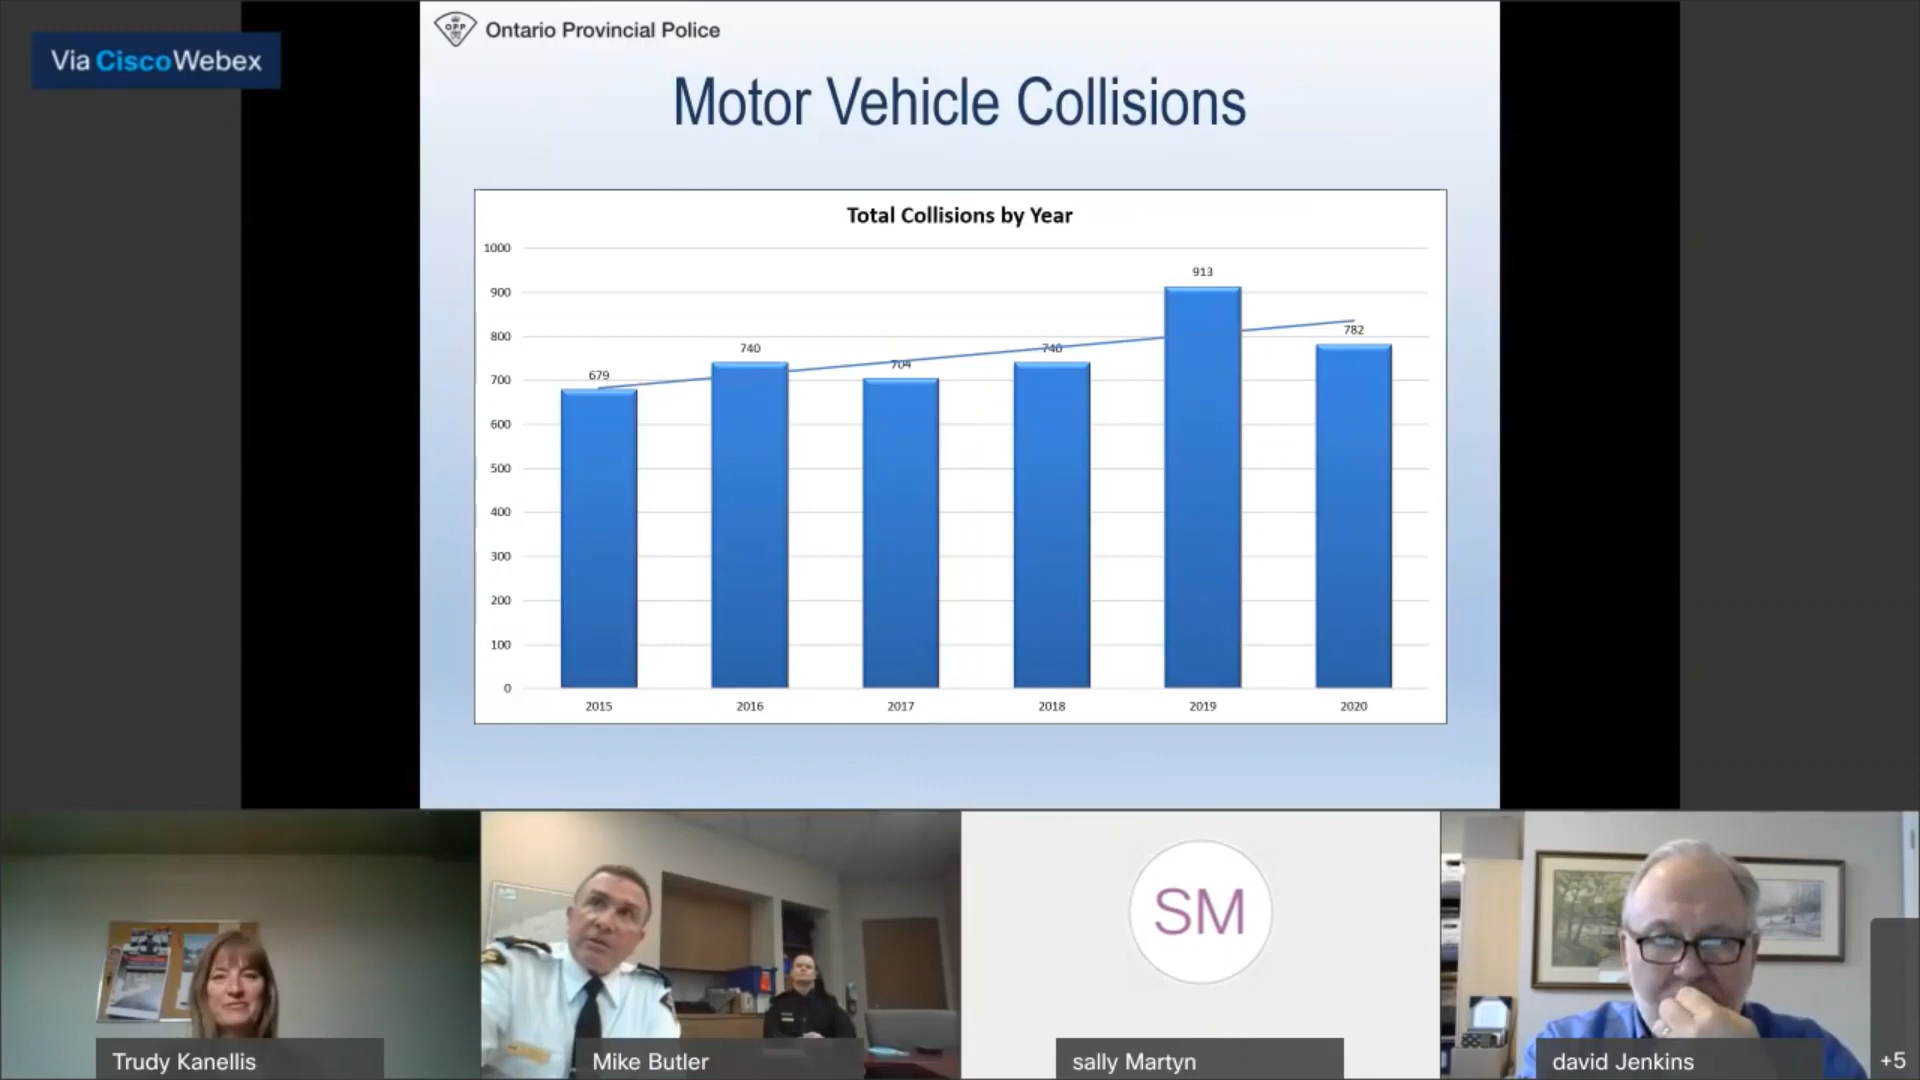 Via CiscoWebex
OPP
Ontario Provincial Police
Motor Vehicle Collisions
Total Collisions by Year
1000
900
800
700
600
500
400
300
200
100
0
679
740
704
740
913
782
2015
2016
2017
2018
2019
2020
SM
Trudy Kanellis
Mike Butler
sally Martyn
david Jenkins
+5